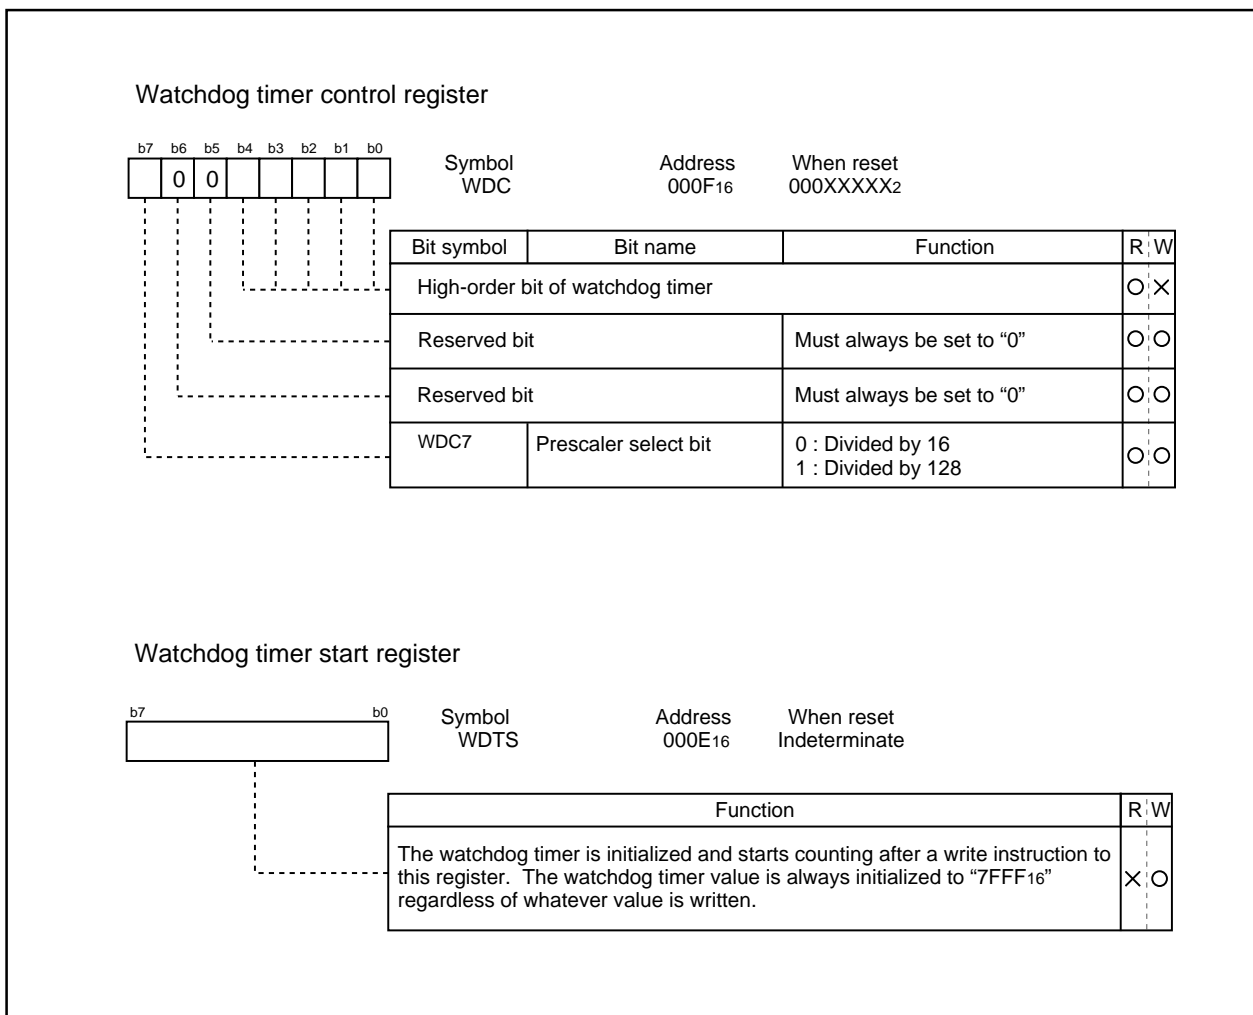 Watchdog timer control register
b7 b6 b5 b4 b3 b2 b1 b0
0 0
Symbol Address When reset
WDC 000F16 000XXXXX2
Bit symbol Bit name Function R W
High-order bit of watchdog timer
Reserved bit Must always be set to “0”
Reserved bit Must always be set to “0”
WDC7 Prescaler select bit 0 : Divided by 16
1 : Divided by 128
Watchdog timer start register
b7 b0
Symbol Address When reset
WDTS 000E16 Indeterminate
Function R W
The watchdog timer is initialized and starts counting after a write instruction to
this register. The watchdog timer value is always initialized to “7FFF16”
regardless of whatever value is written.